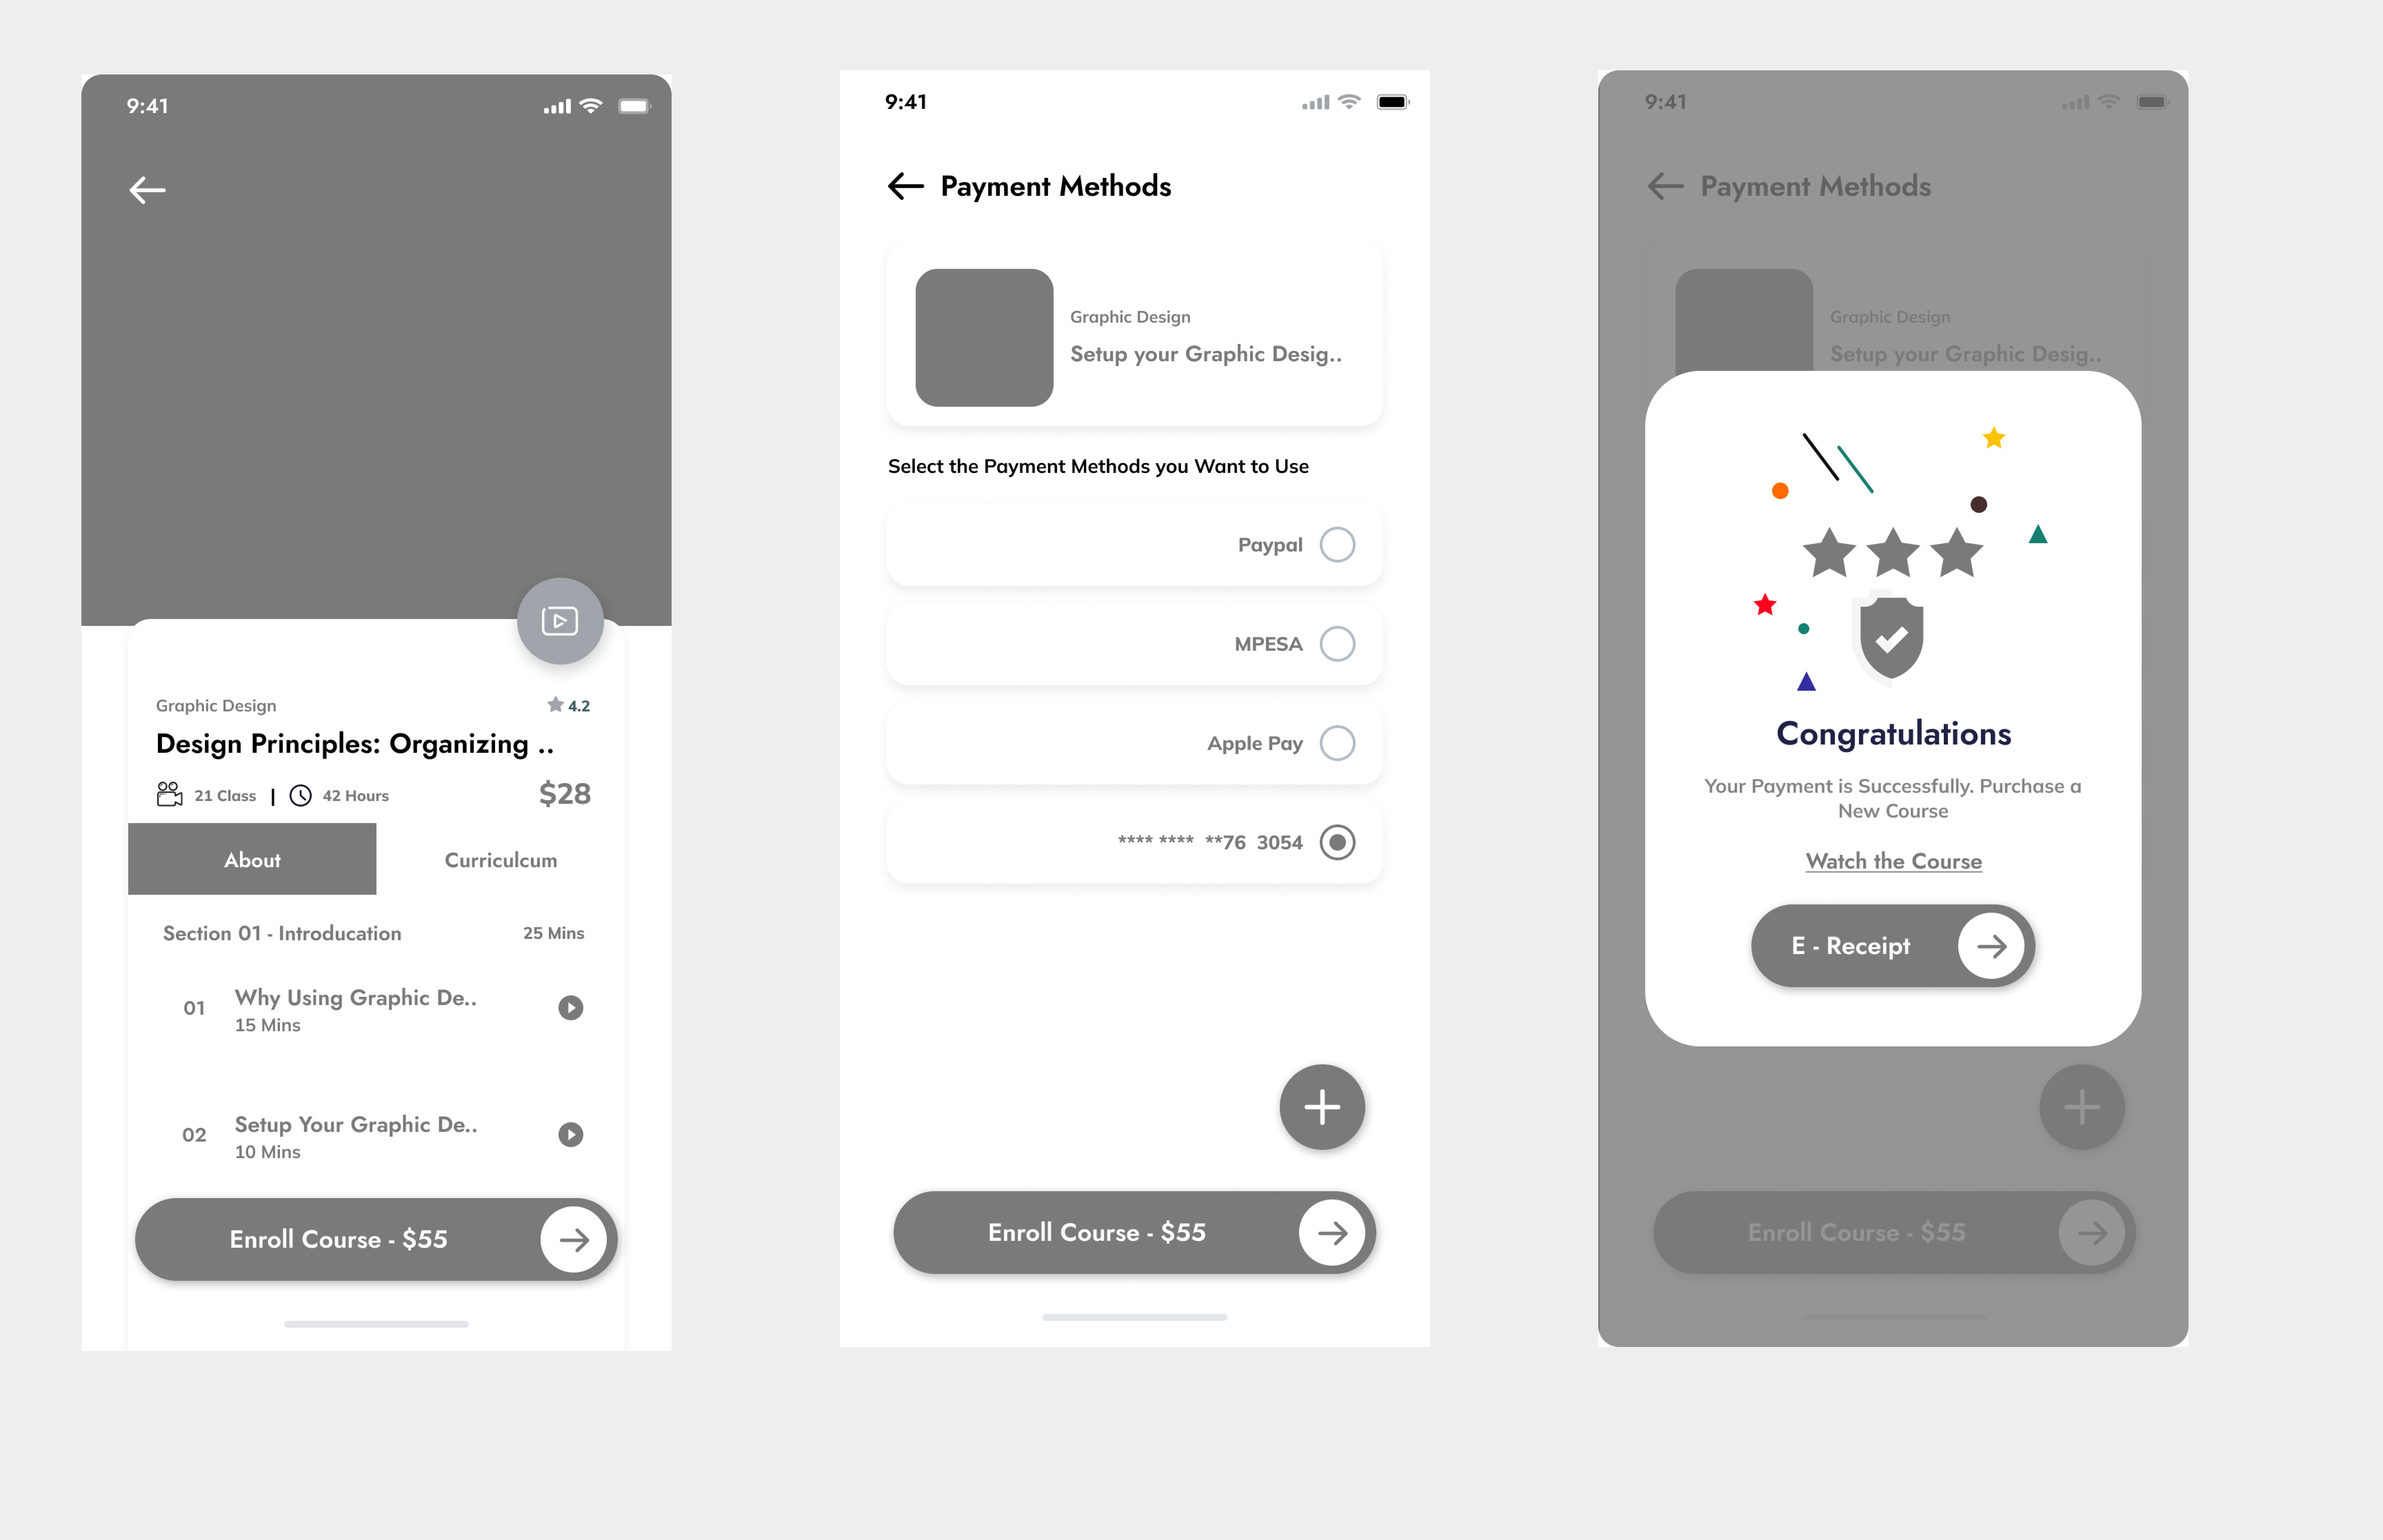 9:41
Graphic Design
4.2
Design Principles: Organizing ..
21 Class | 42 Hours
$28
About
Curriculcum
Section 01 - Introducation
25 Mins
01
Why Using Graphic De..
15 Mins
02
Setup Your Graphic De..
10 Mins
Enroll Course - $55
9:41
Payment Methods
Graphic Design
Setup your Graphic Desig..
Select the Payment Methods you Want to Use
Paypal
MPESA
Apple Pay
**** **** **76 3054
Enroll Course - $55
9:41
Payment Methods
Graphic Design
Setup your Graphic Desig..
Congratulations
Your Payment is Successfully. Purchase a
New Course
Watch the Course
E - Receipt
Enroll Course - $55